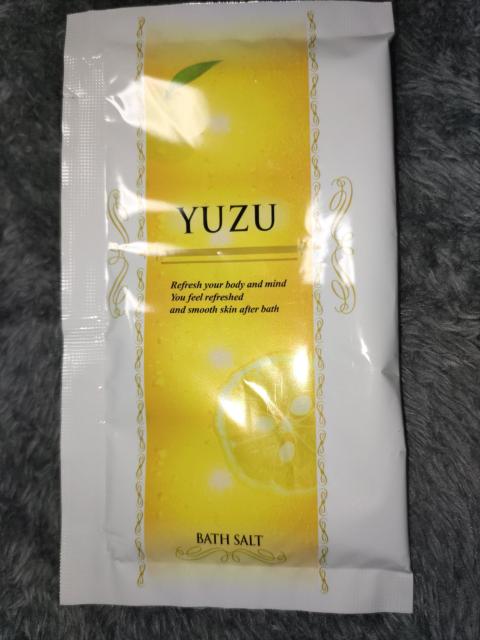 YUZU
Refresh your body and mind
You feel refreshed
and smooth skin after bath
BATH SALT